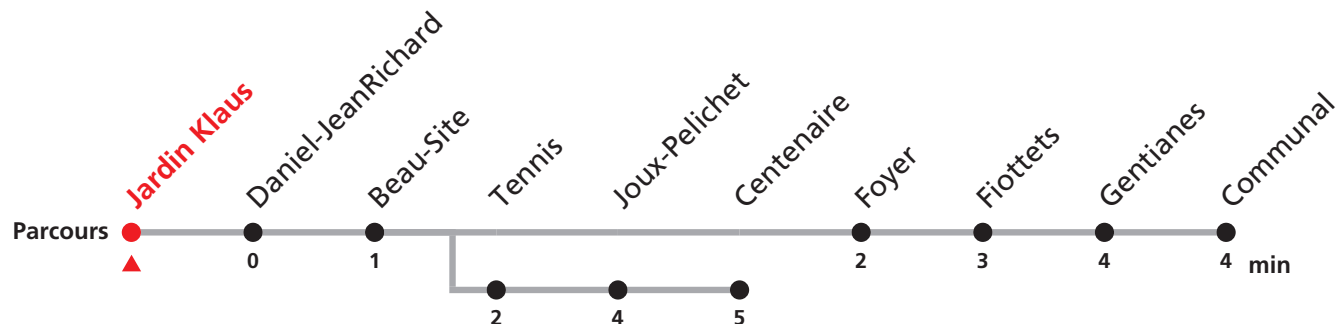 Jardin Klaus
Daniel-JeanRichard
Beau-Site
Tennis
Joux-Pelichet
Centenaire
Foyer
Fiottets
Gentianes
Communal
Parcours
0 1 2 3 4 4 min
2 4 5